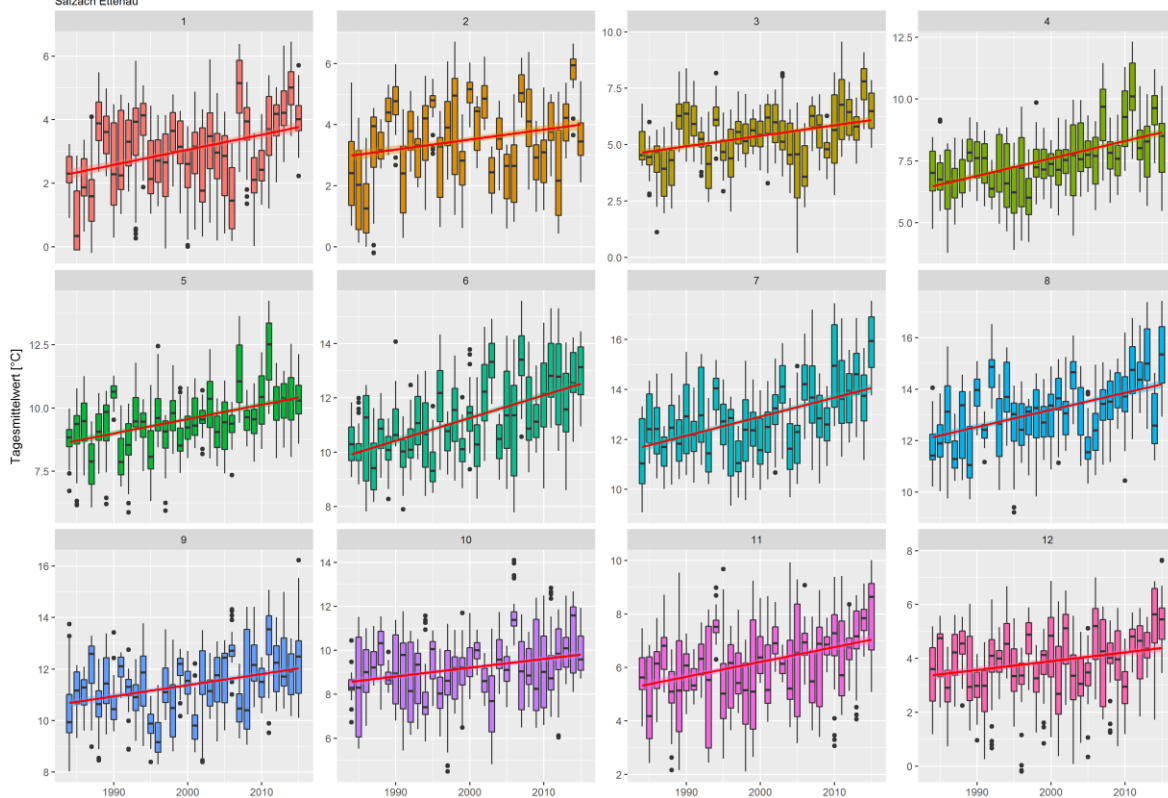 Salzach Ettenau
1 2 3 4
6 4 2 0
6 4 2 0
10.0 7.5 5.0 2.5 0.0
12.5 10.0 7.5 5.0
5 6 7 8
Tagesmittelwert [°C]
12.5 10.0 7.5
14 12 10 8
16 14 12 10
16 14 12 10
9 10 11 12
16 14 12 10 8
14 12 10 8 6 4
10 8 6 4 2
8 6 4 2 0
1990 2000 2010 1990 2000 2010 1990 2000 2010 1990 2000 2010